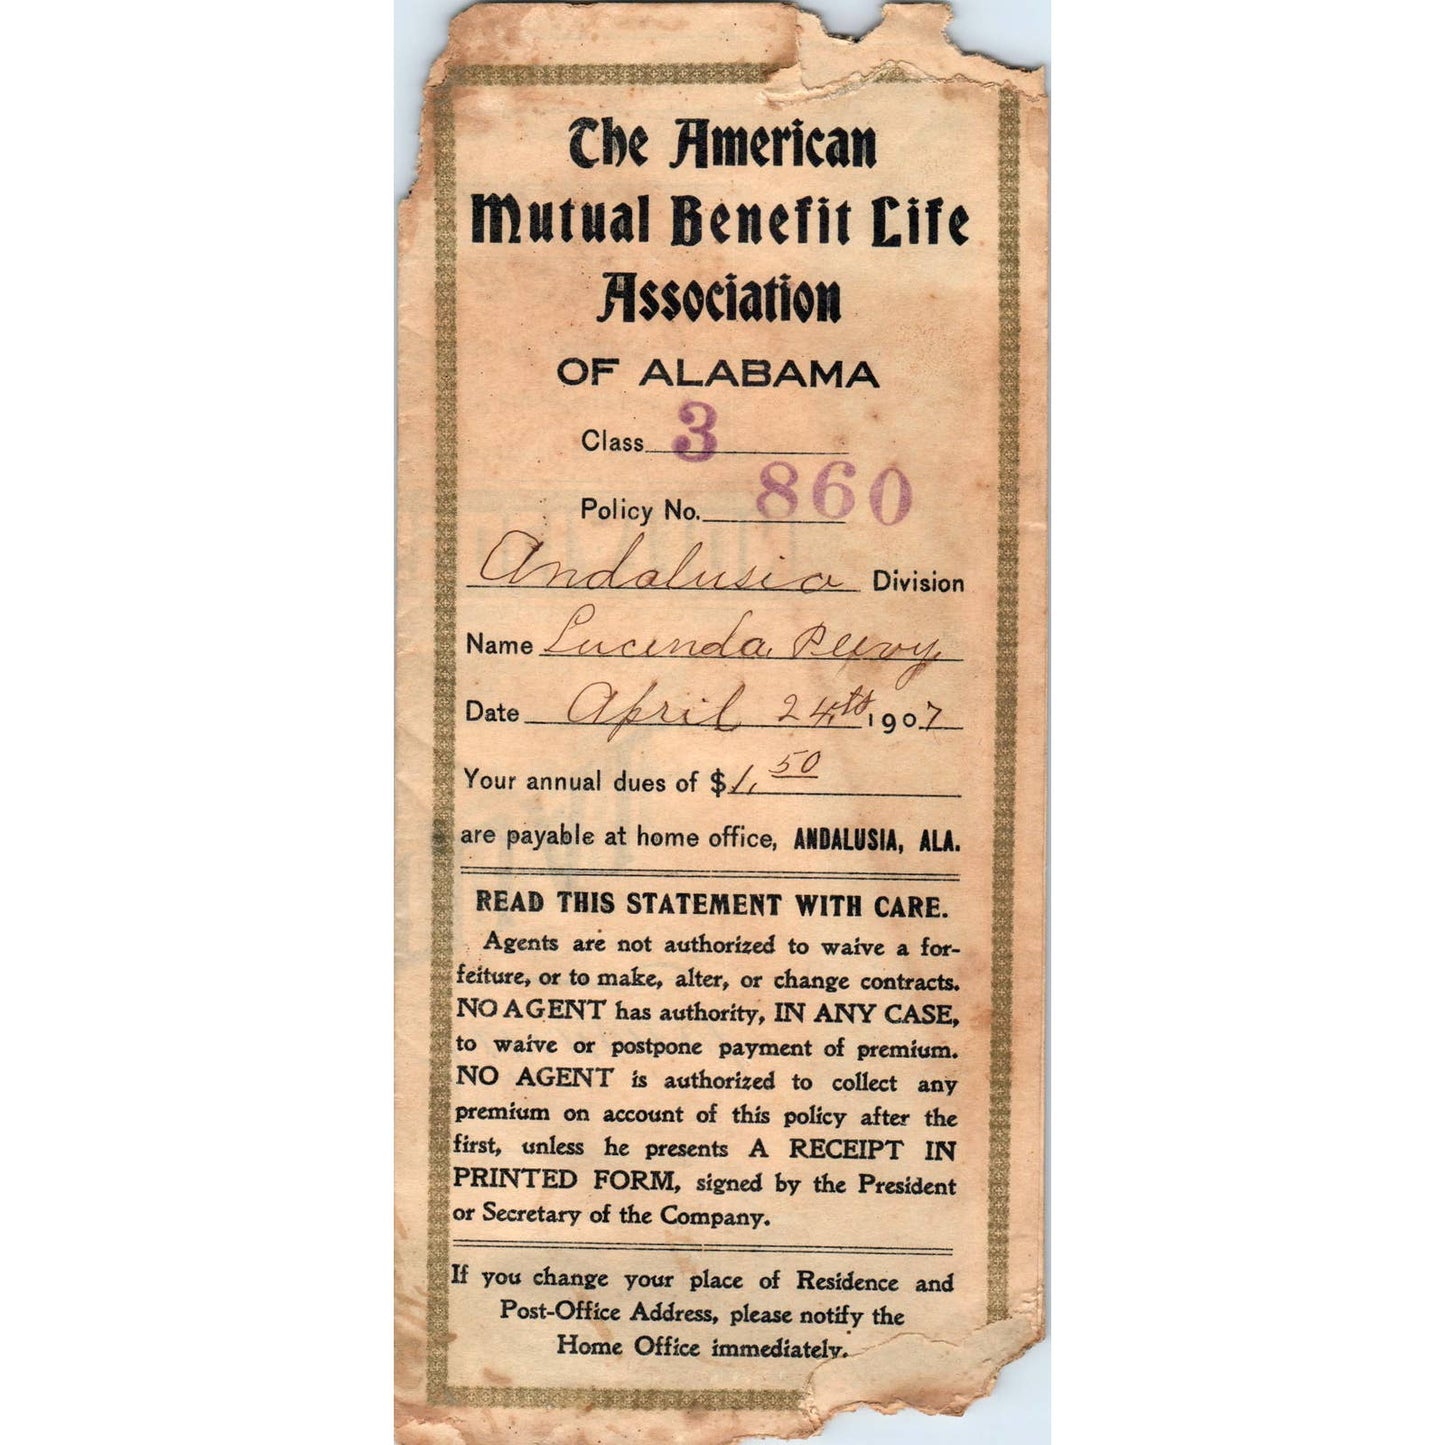 The American
Mutual Benefit Life
Association
OF ALABAMA
Class 3
Policy No. 860
Andalusia Division
Name Lucinda Peevy
Date April 24th 1907
Your annual dues of $1.50
are payable at home office, ANDALUSIA, ALA.
READ THIS STATEMENT WITH CARE.
Agents are not authorized to waive a for-
feiture, or to make, alter, or change contracts.
NO AGENT has authority, IN ANY CASE,
to waive or postpone payment of premium.
NO AGENT is authorized to collect any
premium on account of this policy after the
first, unless he presents A RECEIPT IN
PRINTED FORM, signed by the President
or Secretary of the Company.
If you change your place of Residence and
Post-Office Address, please notify the
Home Office immediately.